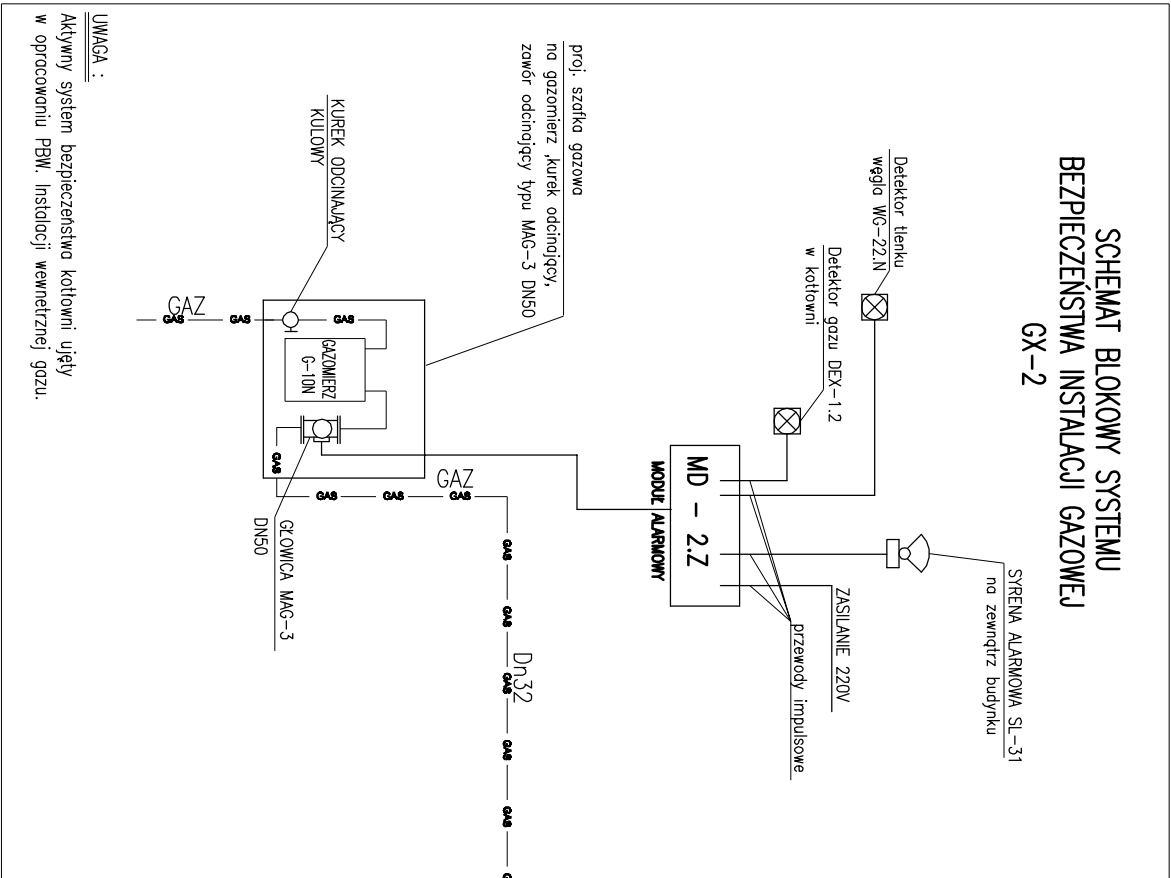 SCHEMAT BLOKOWY SYSTEMU
BEZPIECZEŃSTWA INSTALACJI GAZOWEJ
GX-2
SYRENA ALARMOWA SL-31
na zewnątrz budynku
Detektor tlenku
węgla WG-22.N
Detektor gazu DEX-1.2
w kotłowni
ZASILANIE 220V
przewody impulsowe
MD - 2.Z
MODUŁ ALARMOWY
proj. szafka gazowa
na gazomierz ,kurek odcinający,
zawór odcinający typu MAG-3 DN50
Dn32
GAS
GAS
GAS
GAS
GAS
GAZ
GAS
GAS
GAS
KUREK ODCINAJĄCY
KULOWY
GAZOMIERZ
G-10N
GAS
GAS
GŁOWICA MAG-3
DN50
GAZ
GAS
GAS
UWAGA :
Aktywny system bezpieczeństwa kotłowni ujęty
w opracowaniu PBW. Instalacji wewnetrznej gazu.